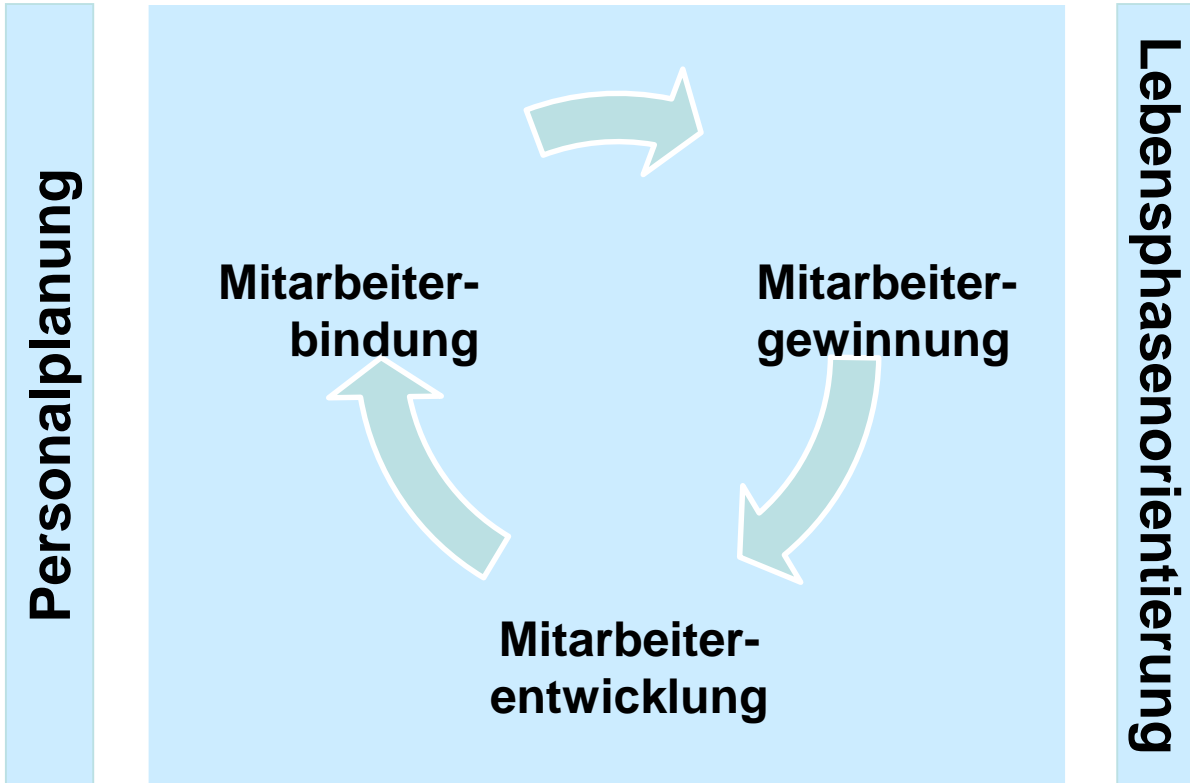 Personalplanung
Mitarbeiter-
bindung
Mitarbeiter-
gewinnung
Mitarbeiter-
entwicklung
Lebensphasenorientierung